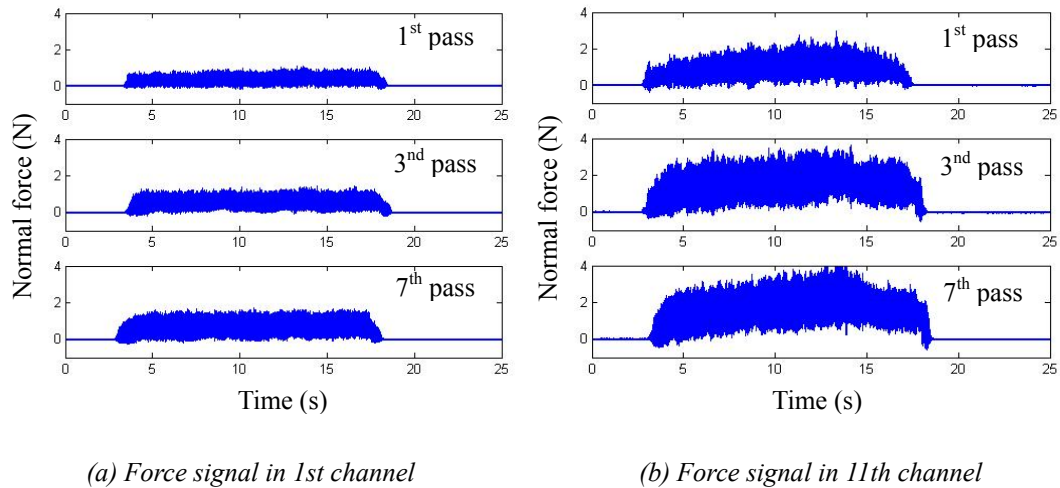 Normal force (N)
4
1st pass
2
0
0 5 10 15 20 25
4
3nd pass
2
0
0 5 10 15 20 25
4
7th pass
2
0
0 5 10 15 20 25
Time (s)
(a) Force signal in 1st channel
Normal force (N)
4
1st pass
2
0
0 5 10 15 20 25
4
3nd pass
2
0
0 5 10 15 20 25
4
7th pass
2
0
0 5 10 15 20 25
Time (s)
(b) Force signal in 11th channel